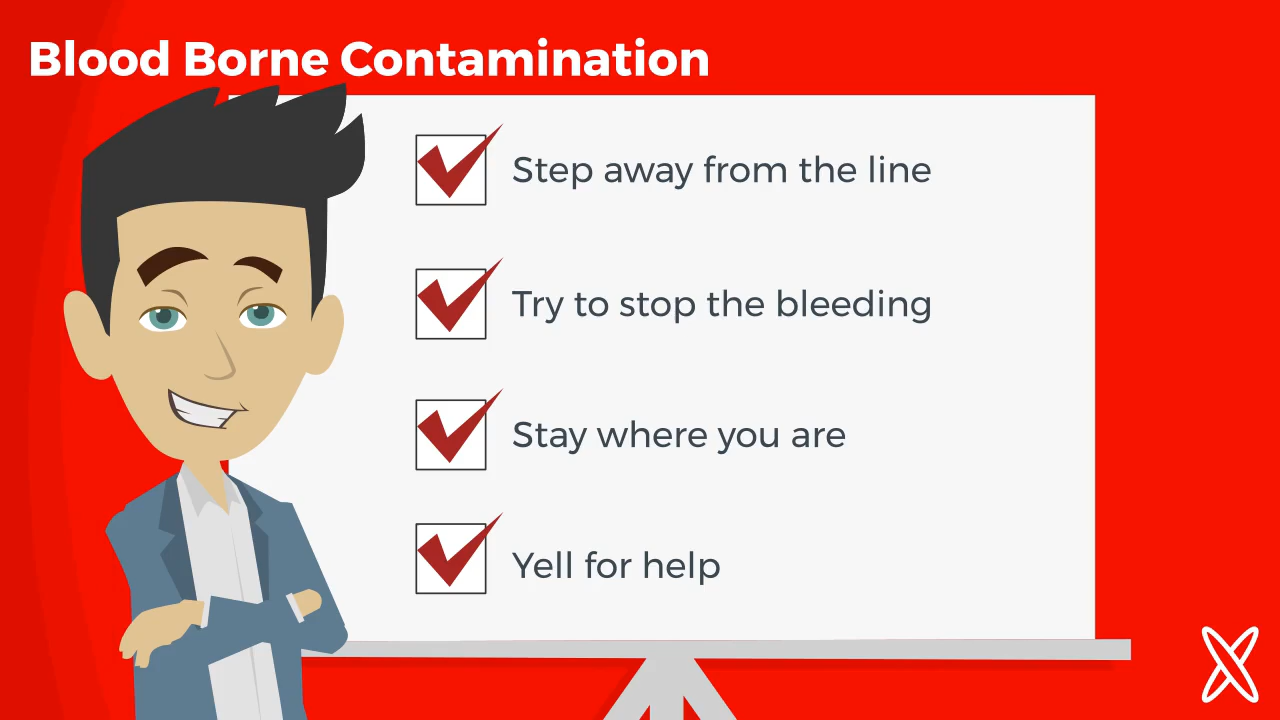 Blood Borne Contamination
Step away from the line
Try to stop the bleeding
Stay where you are
Yell for help